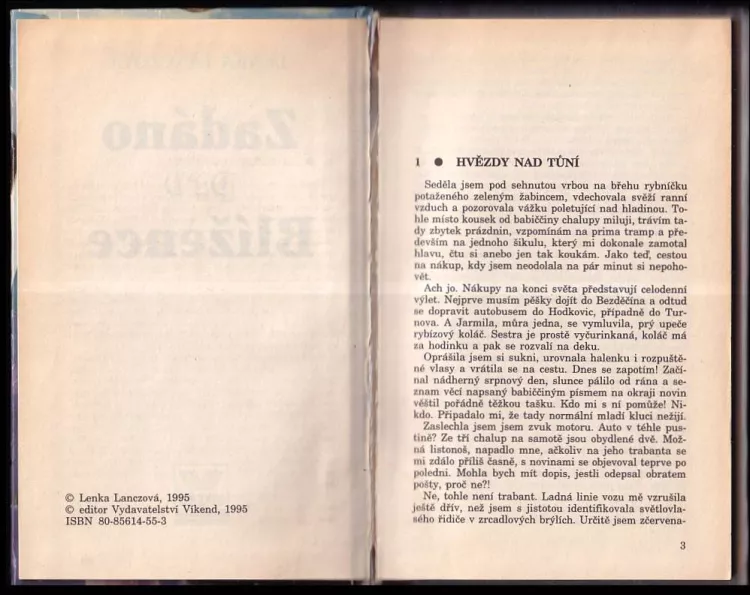 © Lenka Lanczová, 1995
© editor Vydavatelství Víkend, 1995
ISBN 80-85614-55-3
1 ● HVĚZDY NAD TŮNÍ
Seděla jsem pod sehnutou vrbou na břehu rybníčku
potaženého zeleným žabincem, vdechovala svěží ranní
vzduch a pozorovala vážku poletující nad hladinou. To-
hle místo kousek od babiččiny chalupy miluji, trávím ta-
dy zbytek prázdnin, vzpomínám na prima tramp a pře-
devším na jednoho šikulu, který mi dokonale zamotal
hlavu, čtu si anebo jen tak koukám. Jako teď, cestou
na nákup, kdy jsem neodolala na pár minut si nepoho-
vět.
Ach jo. Nákupy na konci světa představují celodenní
výlet. Nejprve musím pěšky dojít do Bezděčína a odtud
se dopravit autobusem do Hodkovic, případně do Tur-
nova. A Jarmila, můra jedna, se vymluvila, prý upeče
rybízový koláč. Sestra je prostě vyčurinkaná, koláč má
za hodinku a pak se rozvalí na deku.
Oprášila jsem si sukni, urovnala halenku i rozpuště-
né vlasy a vrátila se na cestu. Dnes se zapotím! Začí-
nal nádherný srpnový den, slunce pálilo od rána a se-
znam věcí napsaný babiččiným písmem na okraji novin
věštil pořádně těžkou tašku. Kdo mi s ní pomůže! Ni-
kdo. Připadalo mi, že tady normální mladí kluci nežijí.
Zaslechla jsem jsem zvuk motoru. Auto v téhle pus-
tině? Ze tří chalup na samotě jsou obydlené dvě. Mož-
ná listonoš, napadlo mne, ačkoliv na jeho trabanta se
mi zdálo příliš časně, s novinami se objevoval teprve po
poledni. Mohla bych mít dopis, jestli odepsal obratem
pošty, proč ne?!
Ne, tohle není trabant. Ladná linie vozu mě vzrušila
ještě dřív, než jsem s jistotou identifikovala světlovla-
sého řidiče v zrcadlových brýlích. Určitě jsem zčervena-
3